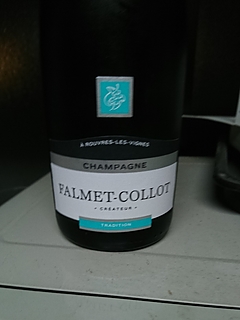 A ROUVRES-LES-VIGNES
CHAMPAGNE
FALMET-COLLOT
- CRÉATEUR -
TRADITION